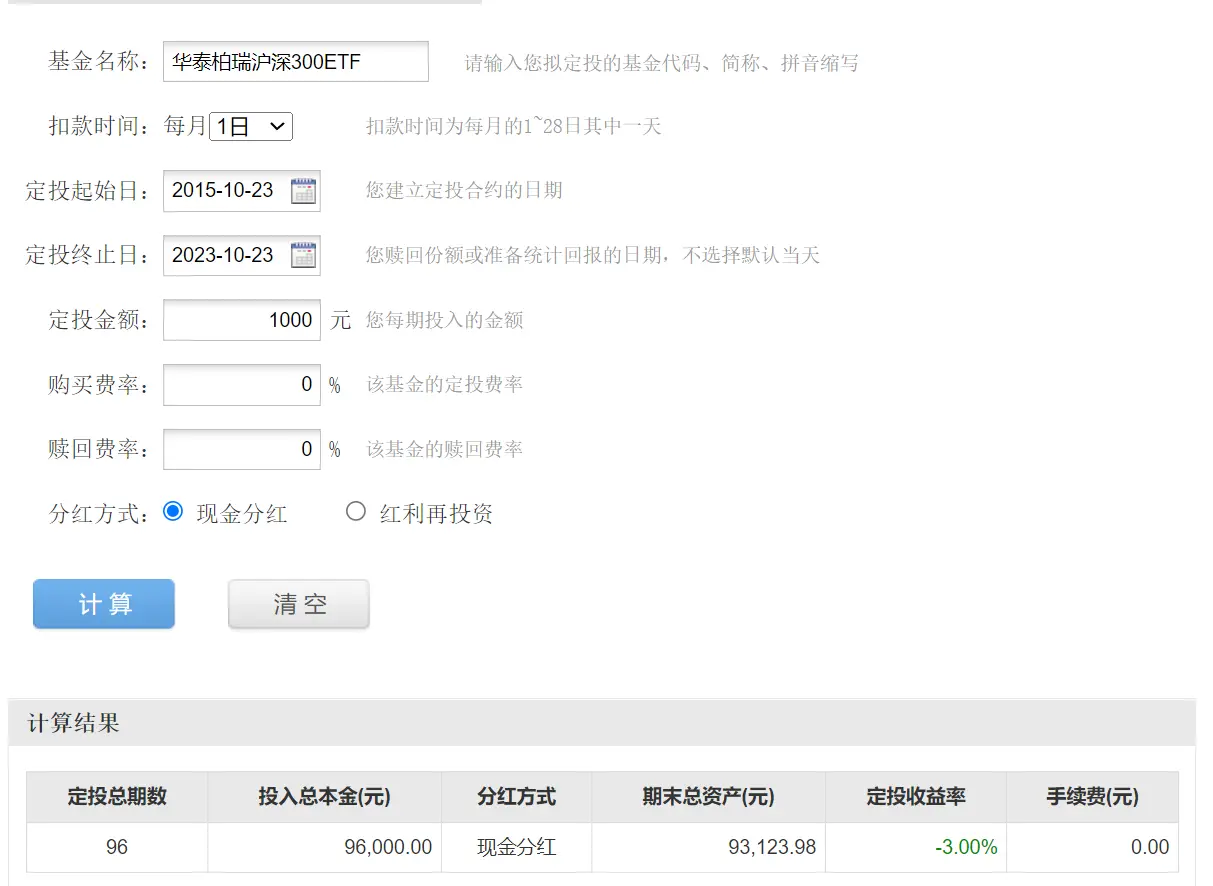 基金名称： 华泰柏瑞沪深300ETF 请输入您拟定投的基金代码、简称、拼音缩写
扣款时间： 每月 1日 扣款时间为每月的1~28日其中一天
定投起始日： 2015-10-23 您建立定投合约的日期
定投终止日： 2023-10-23 您赎回份额或准备统计回报的日期，不选择默认当天
定投金额： 1000 元 您每期投入的金额
购买费率： 0 % 该基金的定投费率
赎回费率： 0 % 该基金的赎回费率
分红方式： 现金分红 红利再投资
计算 清空
计算结果
定投总期数 投入总本金(元) 分红方式 期末总资产(元) 定投收益率 手续费(元)
96 96,000.00 现金分红 93,123.98 -3.00% 0.00